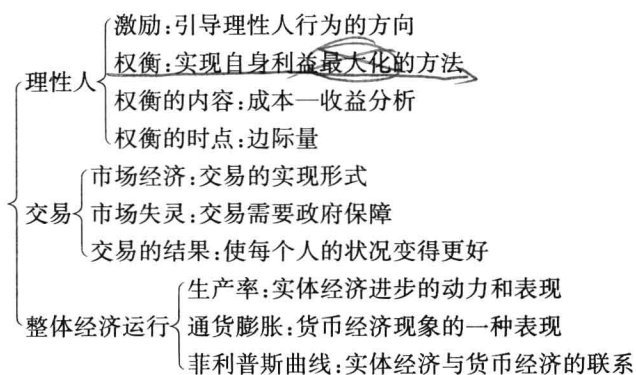 激励:引导理性人行为的方向
权衡:实现自身利益最大化的方法
理性人
权衡的内容:成本—收益分析
权衡的时点:边际量
市场经济:交易的实现形式
交易
市场失灵:交易需要政府保障
交易的结果:使每个人的状况变得更好
生产率:实体经济进步的动力和表现
整体经济运行
通货膨胀:货币经济现象的一种表现
菲利普斯曲线:实体经济与货币经济的联系